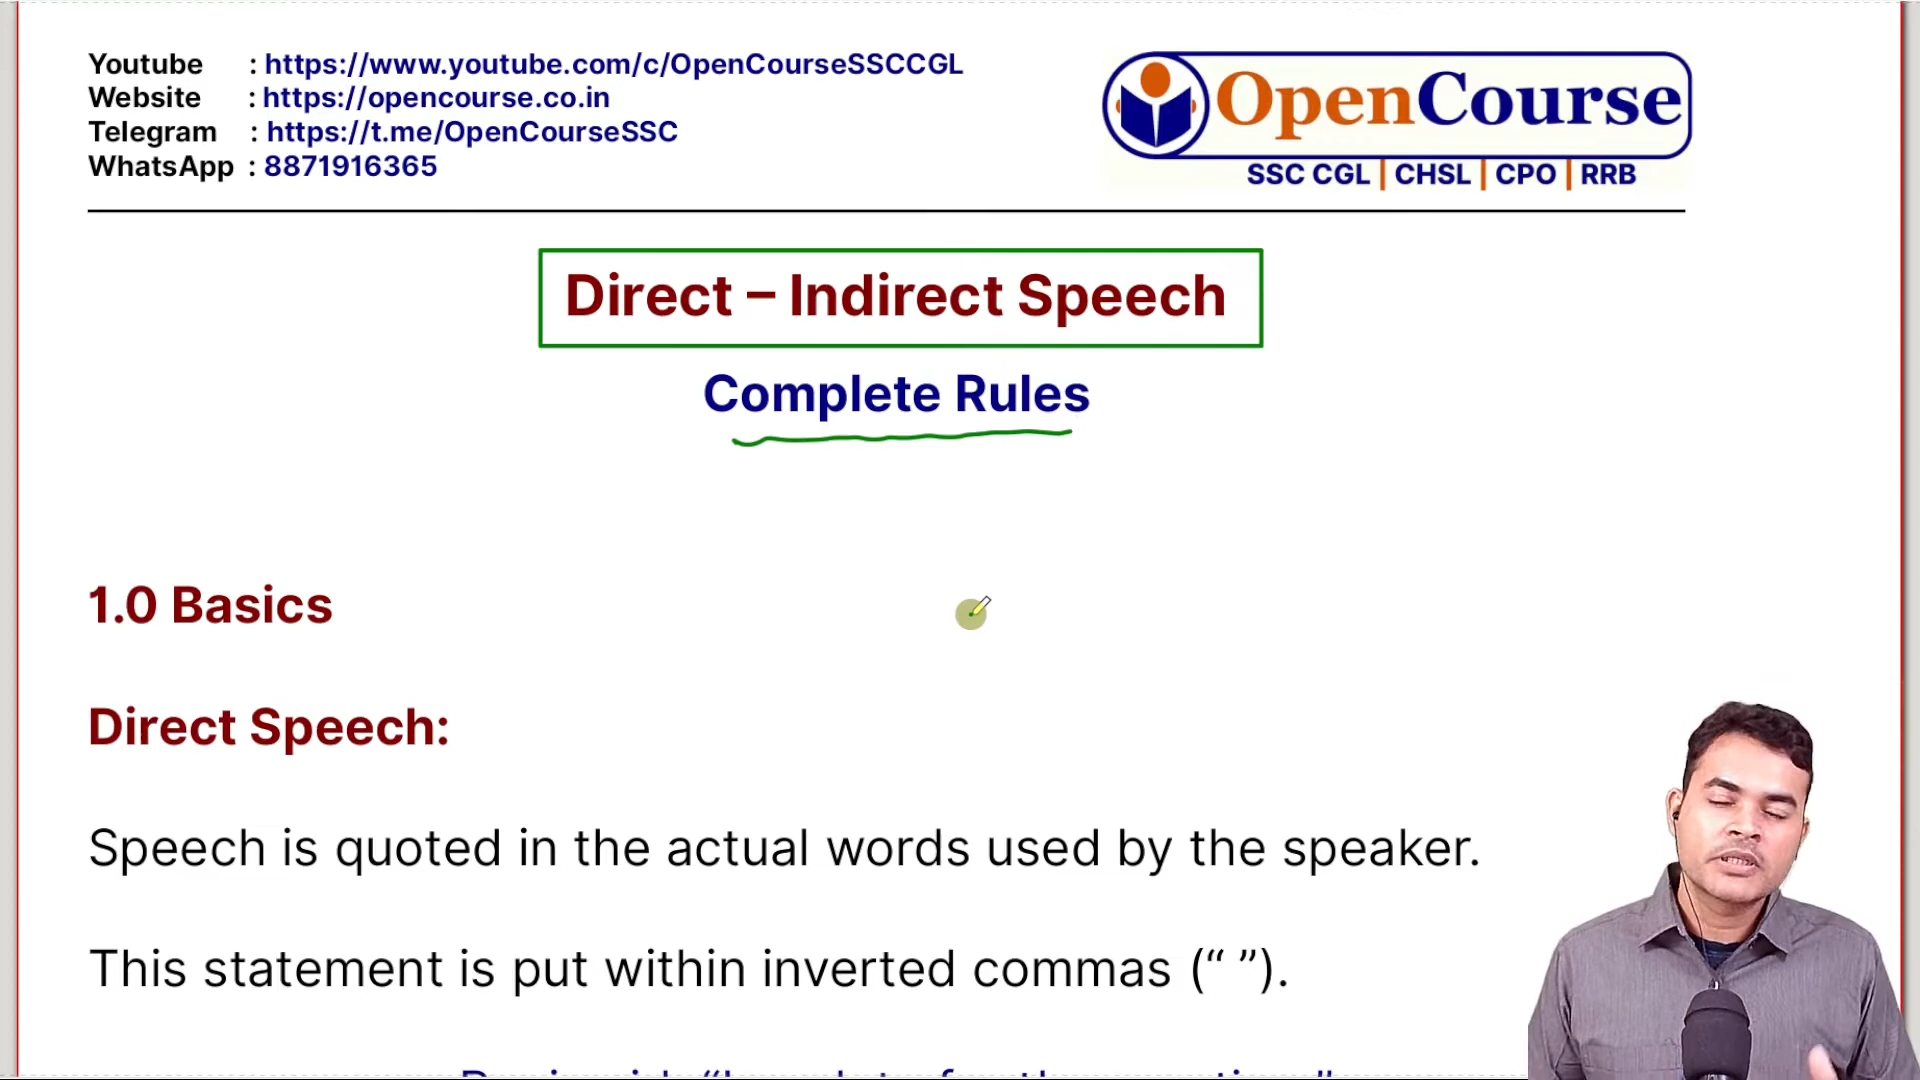 Youtube : https://www.youtube.com/c/OpenCourseSSCCGL
Website : https://opencourse.co.in
Telegram : https://t.me/OpenCourseSSC
WhatsApp : 8871916365
OpenCourse
SSC CGL | CHSL | CPO | RRB
Direct – Indirect Speech
Complete Rules
1.0 Basics
Direct Speech:
Speech is quoted in the actual words used by the speaker.
This statement is put within inverted commas (“ ”).